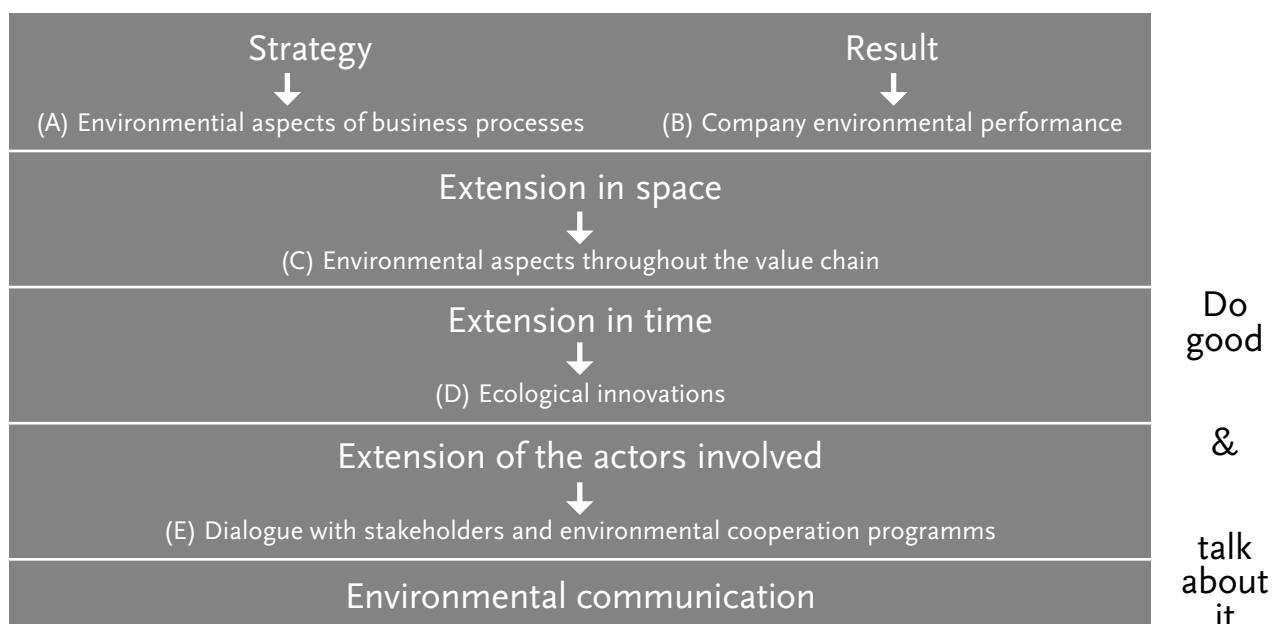 Strategy
Result
(A) Environmential aspects of business processes
(B) Company environmental performance
Extension in space
(C) Environmental aspects throughout the value chain
Extension in time
(D) Ecological innovations
Extension of the actors involved
(E) Dialogue with stakeholders and environmental cooperation programms
Environmental communication
Do
good
&
talk
about
it